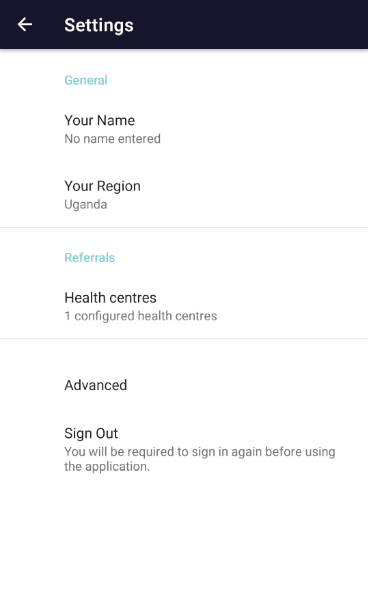 Settings
General
Your Name
No name entered
Your Region
Uganda
Referrals
Health centres
1 configured health centres
Advanced
Sign Out
You will be required to sign in again before using
the application.